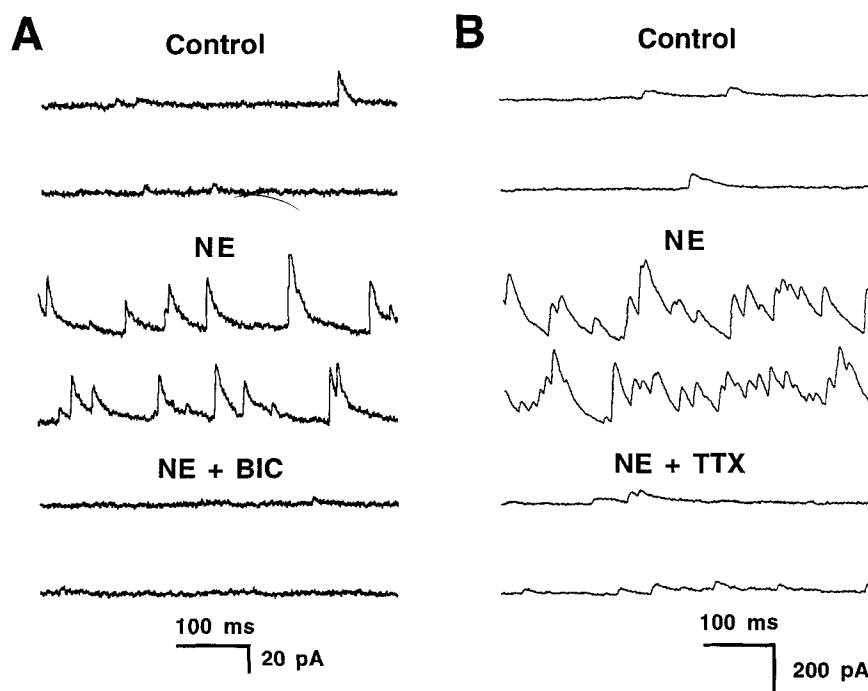 A
Control
NE
NE + BIC
100 ms
20 pA
B
Control
NE
NE + TTX
100 ms
200 pA